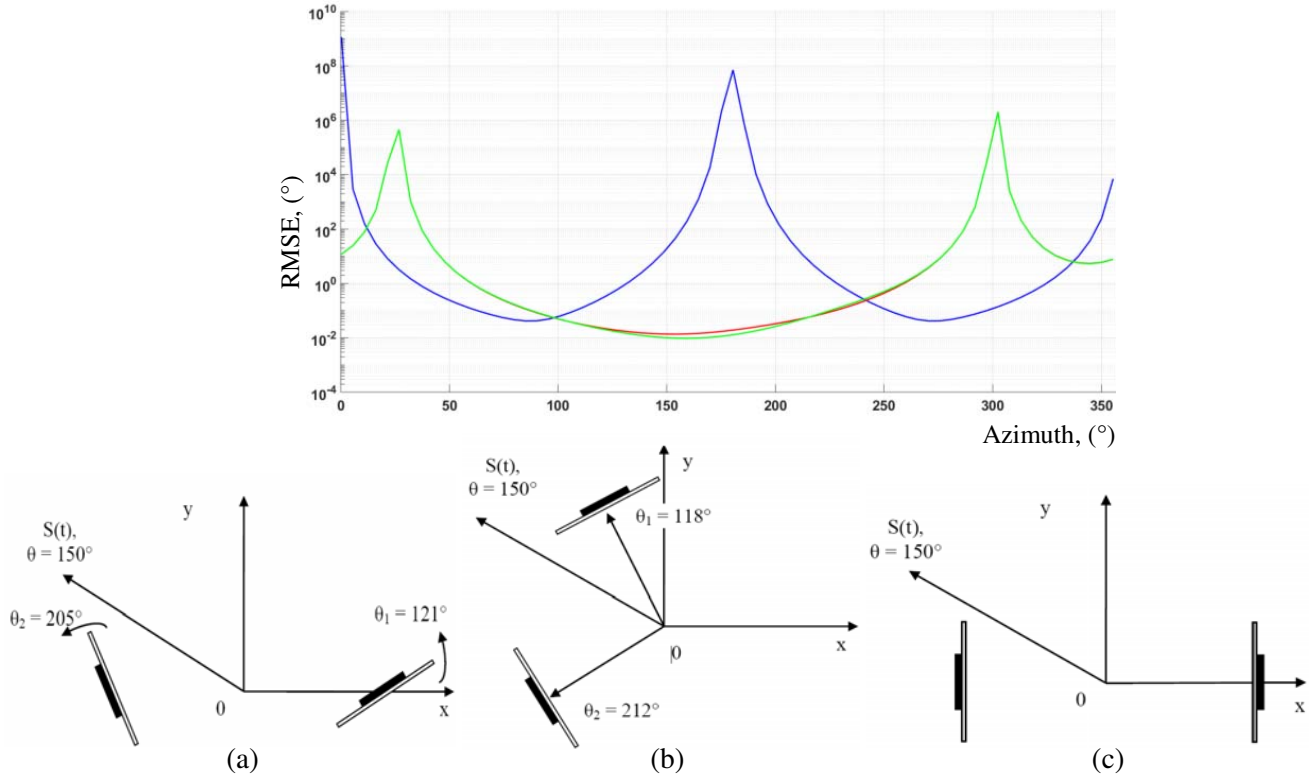 10^10
10^8
10^6
10^4
10^2
10^0
10^-2
10^-4
RMSE, (°)
0 50 100 150 200 250 300 350
Azimuth, (°)
y
S(t),
θ = 150°
θ2 = 205°
θ1 = 121°
0
x
(a)
y
S(t),
θ = 150°
θ1 = 118°
0
x
θ2 = 212°
(b)
y
S(t),
θ = 150°
0
x
(c)